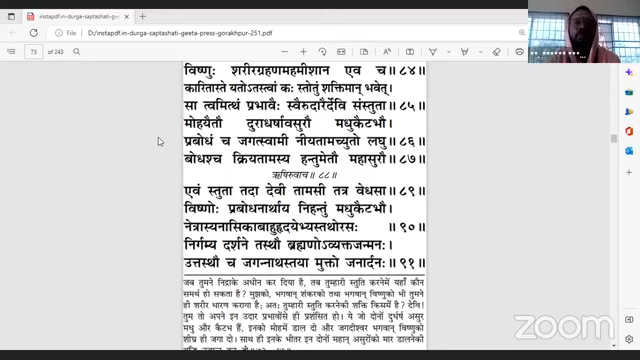 instapdf.in-durga-saptashati-g
File
D:/instapdf.in-durga-saptashati-geeta-press-gorakhpur-251.pdf
73 of 243
विष्णुः शरीरग्रहणमहमीशान एव च ॥ ८४॥
कारितास्ते यतोऽतस्त्वां कः स्तोतुं शक्तिमान् भवेत्।
सा त्वमित्थं प्रभावैः स्वैरुदारैर्देवि संस्तुता ॥ ८५॥
मोहयैतौ दुराधर्षावसुरौ मधुकैटभौ।
प्रबोधं च जगत्स्वामी नीयतामच्युतो लघु ॥ ८६॥
बोधश्च क्रियतामस्य हन्तुमेतौ महासुरौ ॥ ८७॥
ऋषिरुवाच॥ ८८॥
एवं स्तुता तदा देवी तामसी तत्र वेधसा ॥ ८९॥
विष्णोः प्रबोधनार्थाय निहन्तुं मधुकैटभौ।
नेत्रास्यनासिकाबाहुहृदयेभ्यस्तथोरसः ॥ ९०॥
निर्गम्य दर्शने तस्थौ ब्रह्मणोऽव्यक्तजन्मनः।
उत्तस्थौ च जगन्नाथस्तया मुक्तो जनार्दनः ॥ ९१॥
जब तुमने निद्राके अधीन कर दिया है, तब तुम्हारी स्तुति करनेमें यहाँ कौन
समर्थ हो सकता है? मुझको, भगवान् शंकरको तथा भगवान् विष्णुको भी तुमने
ही शरीर धारण कराया है; अतः तुम्हारी स्तुति करनेकी शक्ति किसमें है? देवि!
तुम तो अपने इन उदार प्रभावोंसे ही प्रशंसित हो। ये जो दोनों दुर्धर्ष असुर
मधु और कैटभ हैं, इनको मोहमें डाल दो और जगदीश्वर भगवान् विष्णुको
शीघ्र ही जगा दो। साथ ही इनके भीतर इन दोनों महान् असुरोंको मार डालनेकी
zoom